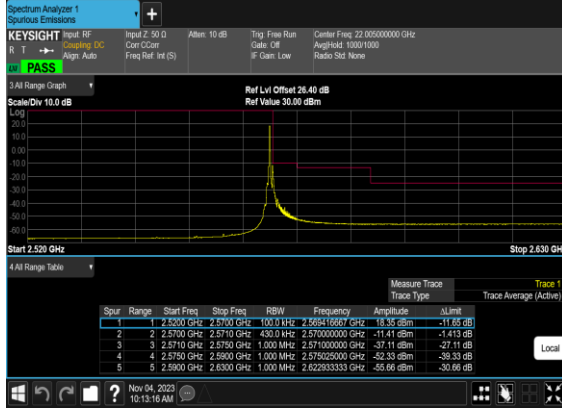 Spectrum Analyzer 1
Spurious Emissions
+
KEYSIGHT Input: RF Input Z: 50 Ω Atten: 10 dB Trig: Free Run Center Freq: 22.005000000 GHz
R T Coupling: DC Corr CCorr Gate: Off Avg|Hold: 1000/1000
Align: Auto Freq Ref: Int (S) IF Gain: Low Radio Std: None
PASS
3 All Range Graph
Ref Lvl Offset 26.40 dB
Scale/Div 10.0 dB Ref Value 30.00 dBm
Log
20.0
10.0
0.00
-10.0
-20.0
-30.0
-40.0
-50.0
-60.0
Start 2.520 GHz Stop 2.630 GH
4 All Range Table
Measure Trace Trace 1
Trace Type Trace Average (Active)
Spur Range Start Freq Stop Freq RBW Frequency Amplitude ΔLimit
1 1 2.5200 GHz 2.5700 GHz 100.0 kHz 2.569416667 GHz 18.35 dBm -11.65 dB
2 2 2.5700 GHz 2.5710 GHz 430.0 kHz 2.570000000 GHz -11.41 dBm -1.413 dB
3 3 2.5710 GHz 2.5750 GHz 1.000 MHz 2.571000000 GHz -37.11 dBm -27.11 dB
4 4 2.5750 GHz 2.5900 GHz 1.000 MHz 2.575025000 GHz -52.33 dBm -39.33 dB
5 5 2.5900 GHz 2.6300 GHz 1.000 MHz 2.622933333 GHz -55.66 dBm -30.66 dB
Local
? Nov 04, 2023
10:13:16 AM